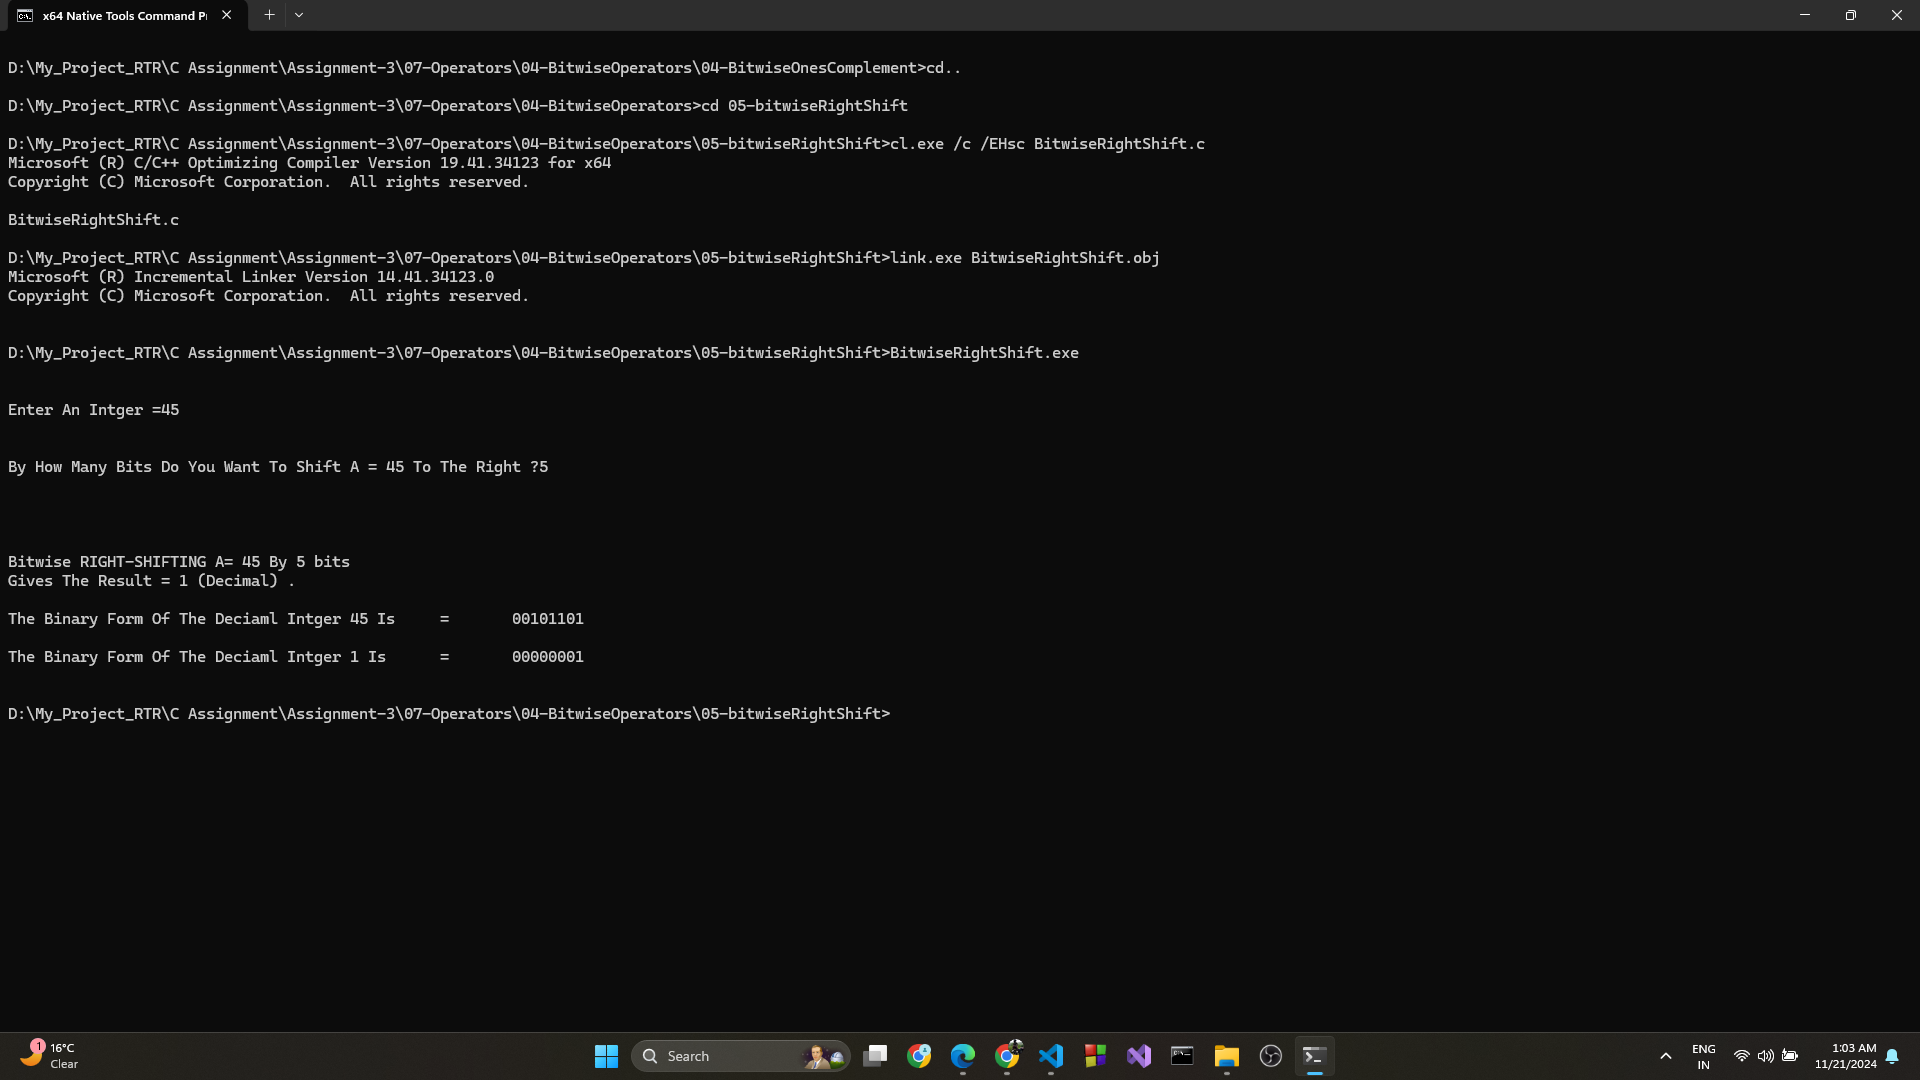 x64 Native Tools Command P
D:\My_Project_RTR\C Assignment\Assignment-3\07-Operators\04-BitwiseOperators\04-BitwiseOnesComplement>cd..
D:\My_Project_RTR\C Assignment\Assignment-3\07-Operators\04-BitwiseOperators>cd 05-bitwiseRightShift
D:\My_Project_RTR\C Assignment\Assignment-3\07-Operators\04-BitwiseOperators\05-bitwiseRightShift>cl.exe /c /EHsc BitwiseRightShift.c
Microsoft (R) C/C++ Optimizing Compiler Version 19.41.34123 for x64
Copyright (C) Microsoft Corporation.  All rights reserved.
BitwiseRightShift.c
D:\My_Project_RTR\C Assignment\Assignment-3\07-Operators\04-BitwiseOperators\05-bitwiseRightShift>link.exe BitwiseRightShift.obj
Microsoft (R) Incremental Linker Version 14.41.34123.0
Copyright (C) Microsoft Corporation.  All rights reserved.
D:\My_Project_RTR\C Assignment\Assignment-3\07-Operators\04-BitwiseOperators\05-bitwiseRightShift>BitwiseRightShift.exe
Enter An Intger =45
By How Many Bits Do You Want To Shift A = 45 To The Right ?5
Bitwise RIGHT-SHIFTING A= 45 By 5 bits
Gives The Result = 1 (Decimal) .
The Binary Form Of The Deciaml Intger 45 Is     =       00101101
The Binary Form Of The Deciaml Intger 1 Is      =       00000001
D:\My_Project_RTR\C Assignment\Assignment-3\07-Operators\04-BitwiseOperators\05-bitwiseRightShift>
1
16°C
Clear
Search
ENG
IN
1:03 AM
11/21/2024